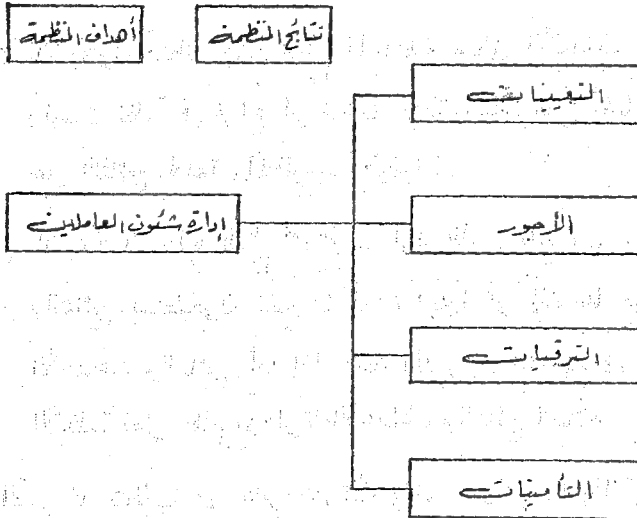 نتائج المنظمة
أهداف المنظمة
التعيينات
إدارة شئون العاملين
الأجور
الترقيات
التأمينات